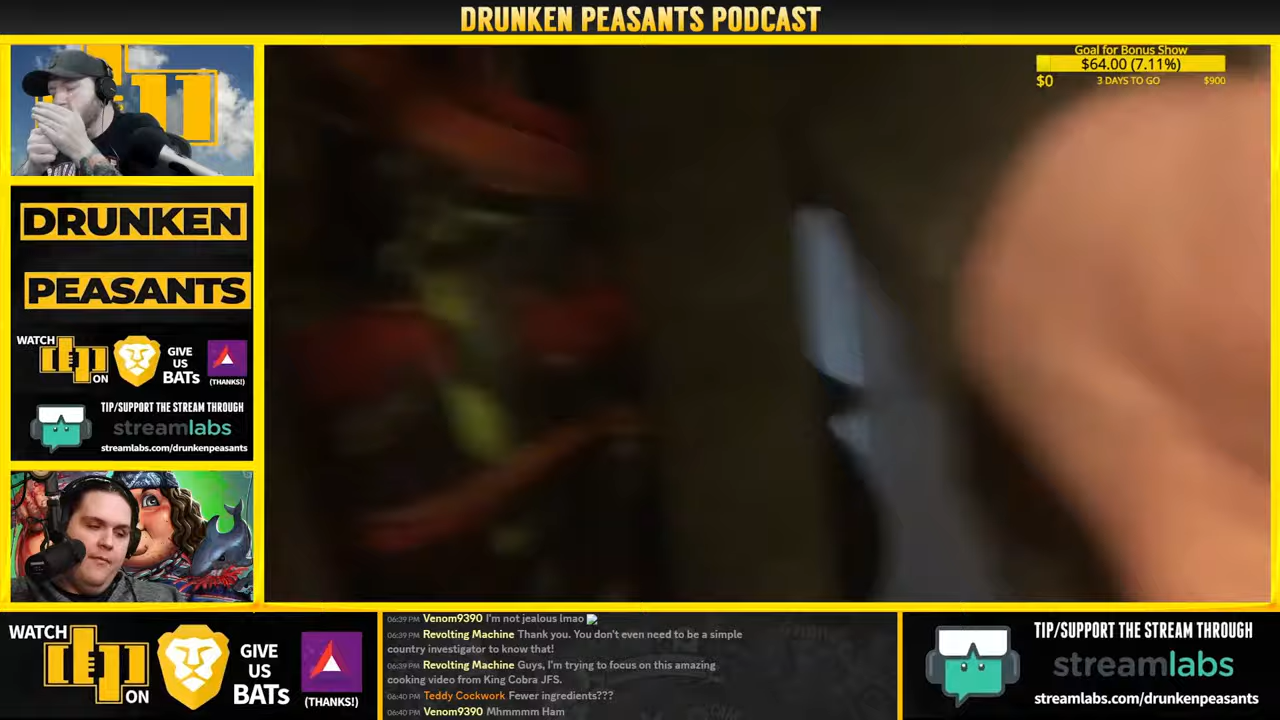 DRUNKEN PEASANTS PODCAST
Goal for Bonus Show
$64.00 (7.11%)
$0
3 DAYS TO GO
$900
DRUNKEN
PEASANTS
WATCH
ON
GIVE
US
BATs
(THANKS!)
TIP/SUPPORT THE STREAM THROUGH
streamlabs
streamlabs.com/drunkenpeasants
WATCH
ON
GIVE
US
BATs
(THANKS!)
06:39 PM Venom9390 I'm not jealous lmao
06:39 PM Revolting Machine Thank you. You don't even need to be a simple
country investigator to know that!
06:39 PM Revolting Machine Guys, I'm trying to focus on this amazing
cooking video from King Cobra JFS.
06:40 PM Teddy Cockwork Fewer ingredients???
06:40 PM Venom9390 Mhmmmm Ham
TIP/SUPPORT THE STREAM THROUGH
streamlabs
streamlabs.com/drunkenpeasants